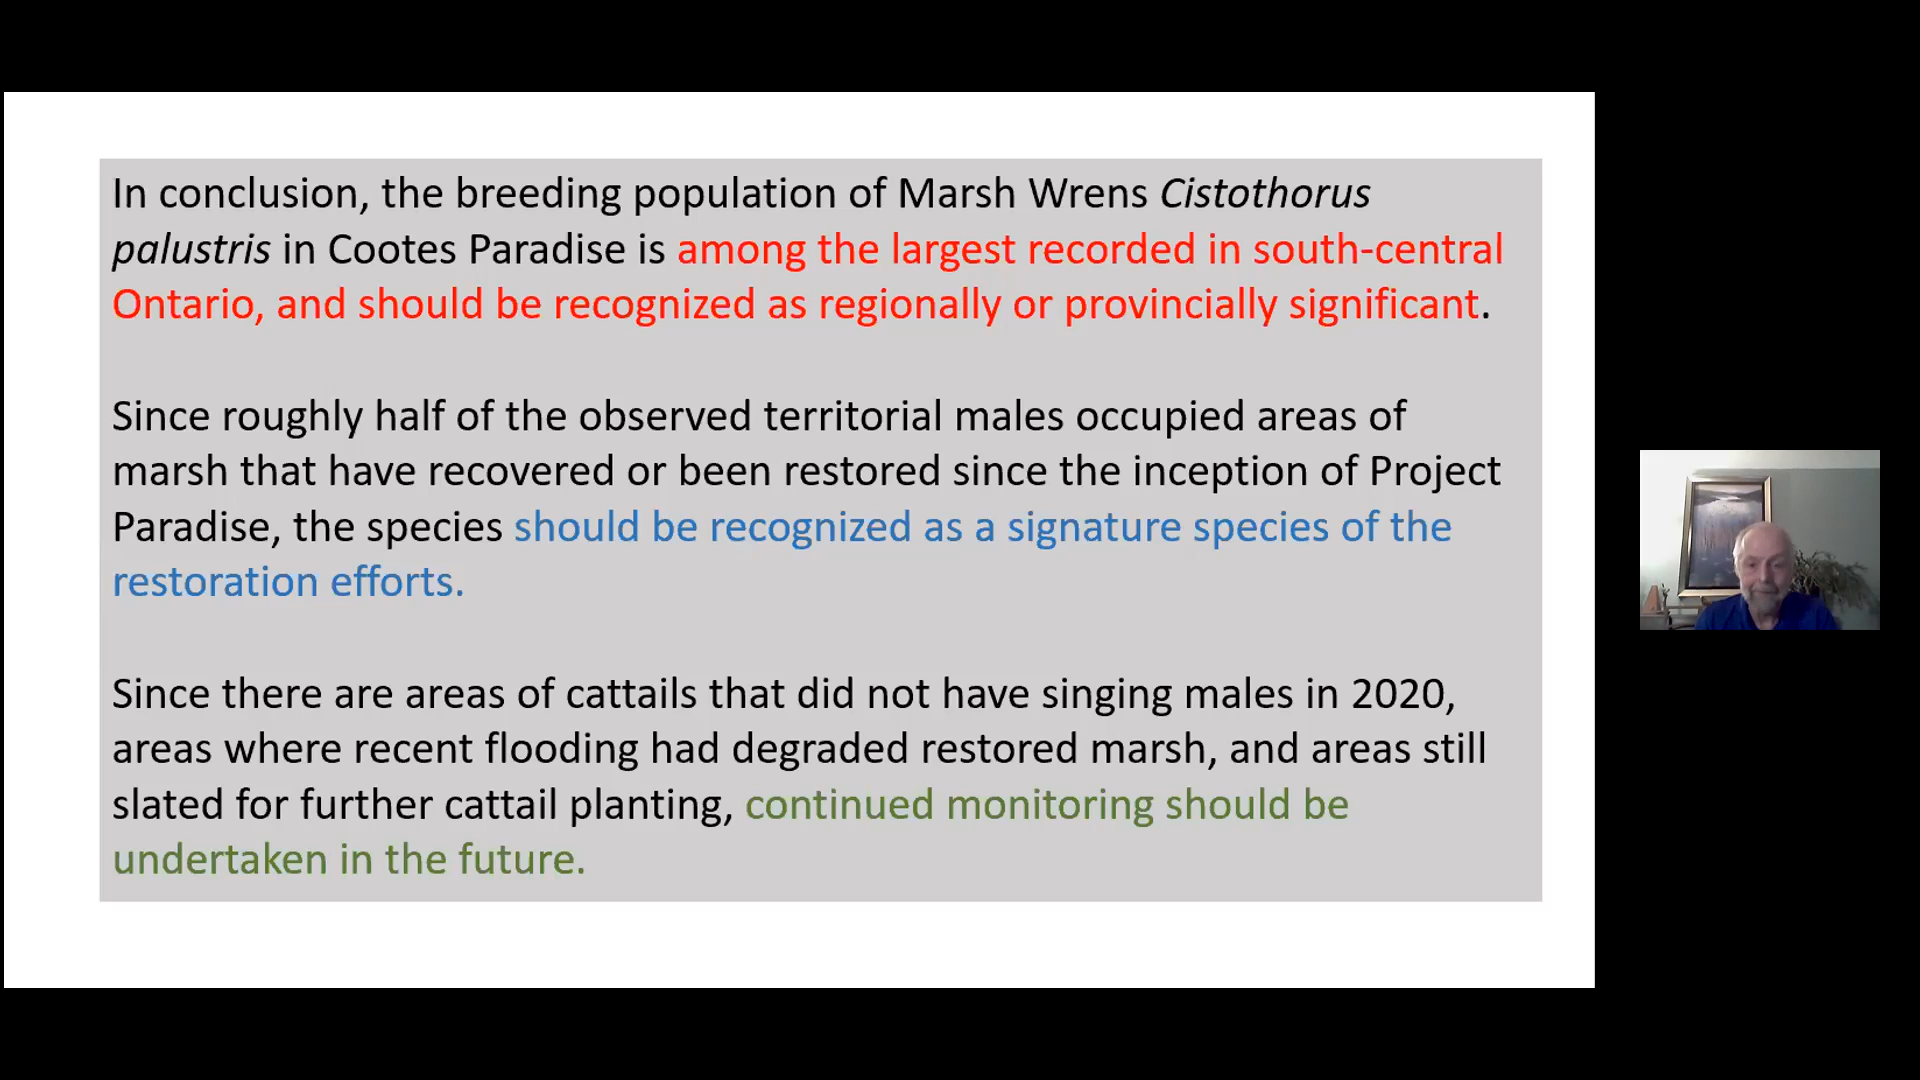 In conclusion, the breeding population of Marsh Wrens Cistothorus
palustris in Cootes Paradise is among the largest recorded in south-central
Ontario, and should be recognized as regionally or provincially significant.
Since roughly half of the observed territorial males occupied areas of
marsh that have recovered or been restored since the inception of Project
Paradise, the species should be recognized as a signature species of the
restoration efforts.
Since there are areas of cattails that did not have singing males in 2020,
areas where recent flooding had degraded restored marsh, and areas still
slated for further cattail planting, continued monitoring should be
undertaken in the future.